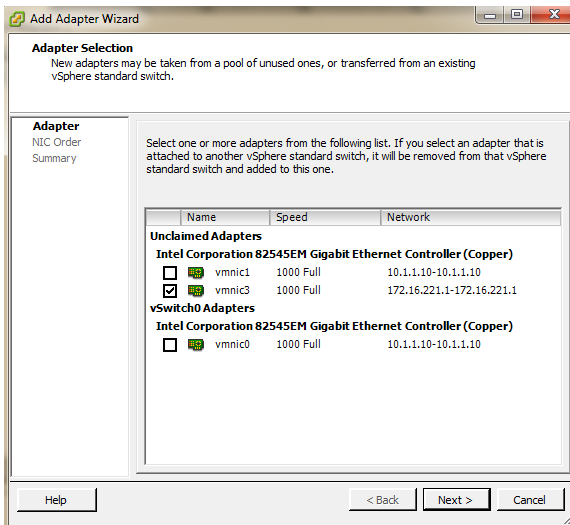 Add Adapter Wizard
Adapter Selection
New adapters may be taken from a pool of unused ones, or transferred from an existing
vSphere standard switch.
Adapter
NIC Order
Summary
Select one or more adapters from the following list. If you select an adapter that is
attached to another vSphere standard switch, it will be removed from that vSphere
standard switch and added to this one.
Name Speed Network
Unclaimed Adapters
Intel Corporation 82545EM Gigabit Ethernet Controller (Copper)
vmnic1 1000 Full 10.1.1.10-10.1.1.10
vmnic3 1000 Full 172.16.221.1-172.16.221.1
vSwitch0 Adapters
Intel Corporation 82545EM Gigabit Ethernet Controller (Copper)
vmnic0 1000 Full 10.1.1.10-10.1.1.10
Help < Back Next > Cancel